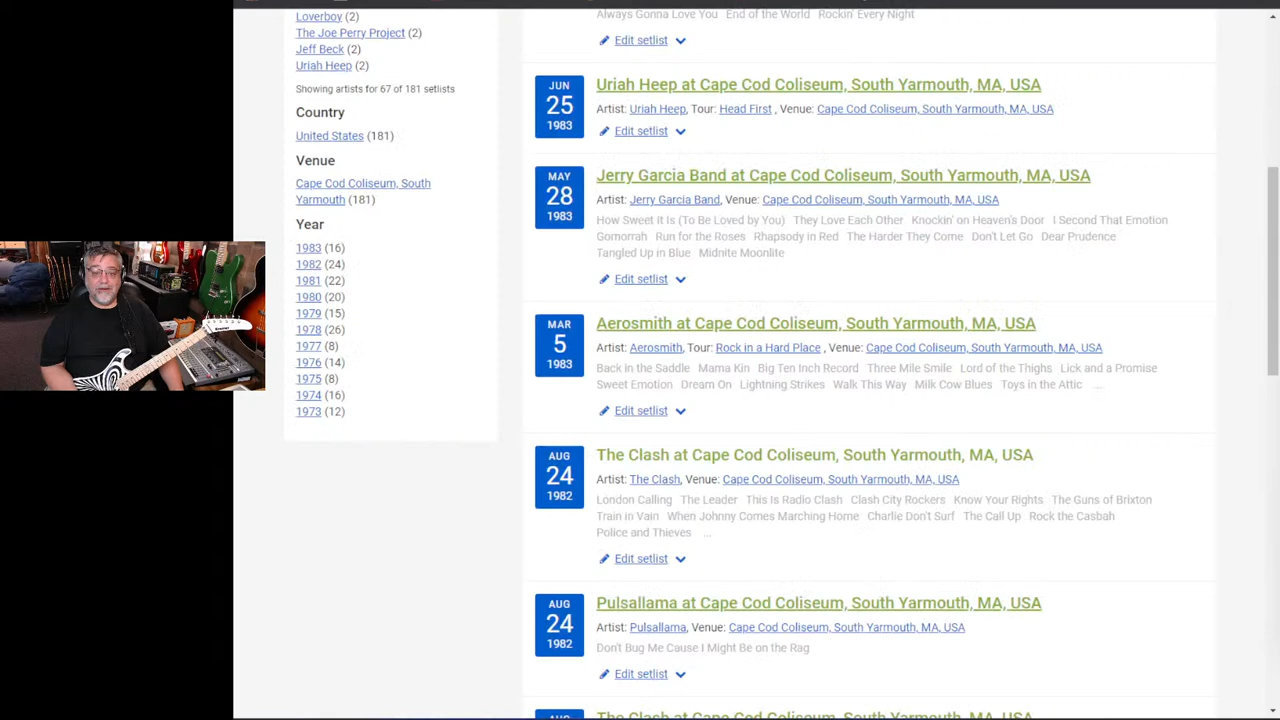 Loverboy (2)
The Joe Perry Project (2)
Jeff Beck (2)
Uriah Heep (2)
Showing artists for 67 of 181 setlists
Country
United States (181)
Venue
Cape Cod Coliseum, South
Yarmouth (181)
Year
1983 (16)
1982 (24)
1981 (22)
1980 (20)
1979 (15)
1978 (26)
1977 (8)
1976 (14)
1975 (8)
1974 (16)
1973 (12)
Always Gonna Love You End of the World Rockin' Every Night
Edit setlist
JUN
25
1983
Uriah Heep at Cape Cod Coliseum, South Yarmouth, MA, USA
Artist: Uriah Heep, Tour: Head First , Venue: Cape Cod Coliseum, South Yarmouth, MA, USA
Edit setlist
MAY
28
1983
Jerry Garcia Band at Cape Cod Coliseum, South Yarmouth, MA, USA
Artist: Jerry Garcia Band, Venue: Cape Cod Coliseum, South Yarmouth, MA, USA
How Sweet It Is (To Be Loved by You) They Love Each Other Knockin' on Heaven's Door I Second That Emotion
Gomorrah Run for the Roses Rhapsody in Red The Harder They Come Don't Let Go Dear Prudence
Tangled Up in Blue Midnite Moonlite
Edit setlist
MAR
5
1983
Aerosmith at Cape Cod Coliseum, South Yarmouth, MA, USA
Artist: Aerosmith, Tour: Rock in a Hard Place , Venue: Cape Cod Coliseum, South Yarmouth, MA, USA
Back in the Saddle Mama Kin Big Ten Inch Record Three Mile Smile Lord of the Thighs Lick and a Promise
Sweet Emotion Dream On Lightning Strikes Walk This Way Milk Cow Blues Toys in the Attic ...
Edit setlist
AUG
24
1982
The Clash at Cape Cod Coliseum, South Yarmouth, MA, USA
Artist: The Clash, Venue: Cape Cod Coliseum, South Yarmouth, MA, USA
London Calling The Leader This Is Radio Clash Clash City Rockers Know Your Rights The Guns of Brixton
Train in Vain When Johnny Comes Marching Home Charlie Don't Surf The Call Up Rock the Casbah
Police and Thieves ...
Edit setlist
AUG
24
1982
Pulsallama at Cape Cod Coliseum, South Yarmouth, MA, USA
Artist: Pulsallama, Venue: Cape Cod Coliseum, South Yarmouth, MA, USA
Don't Bug Me Cause I Might Be on the Rag
Edit setlist
AUG
The Clash at Cape Cod Coliseum, South Yarmouth, MA, USA